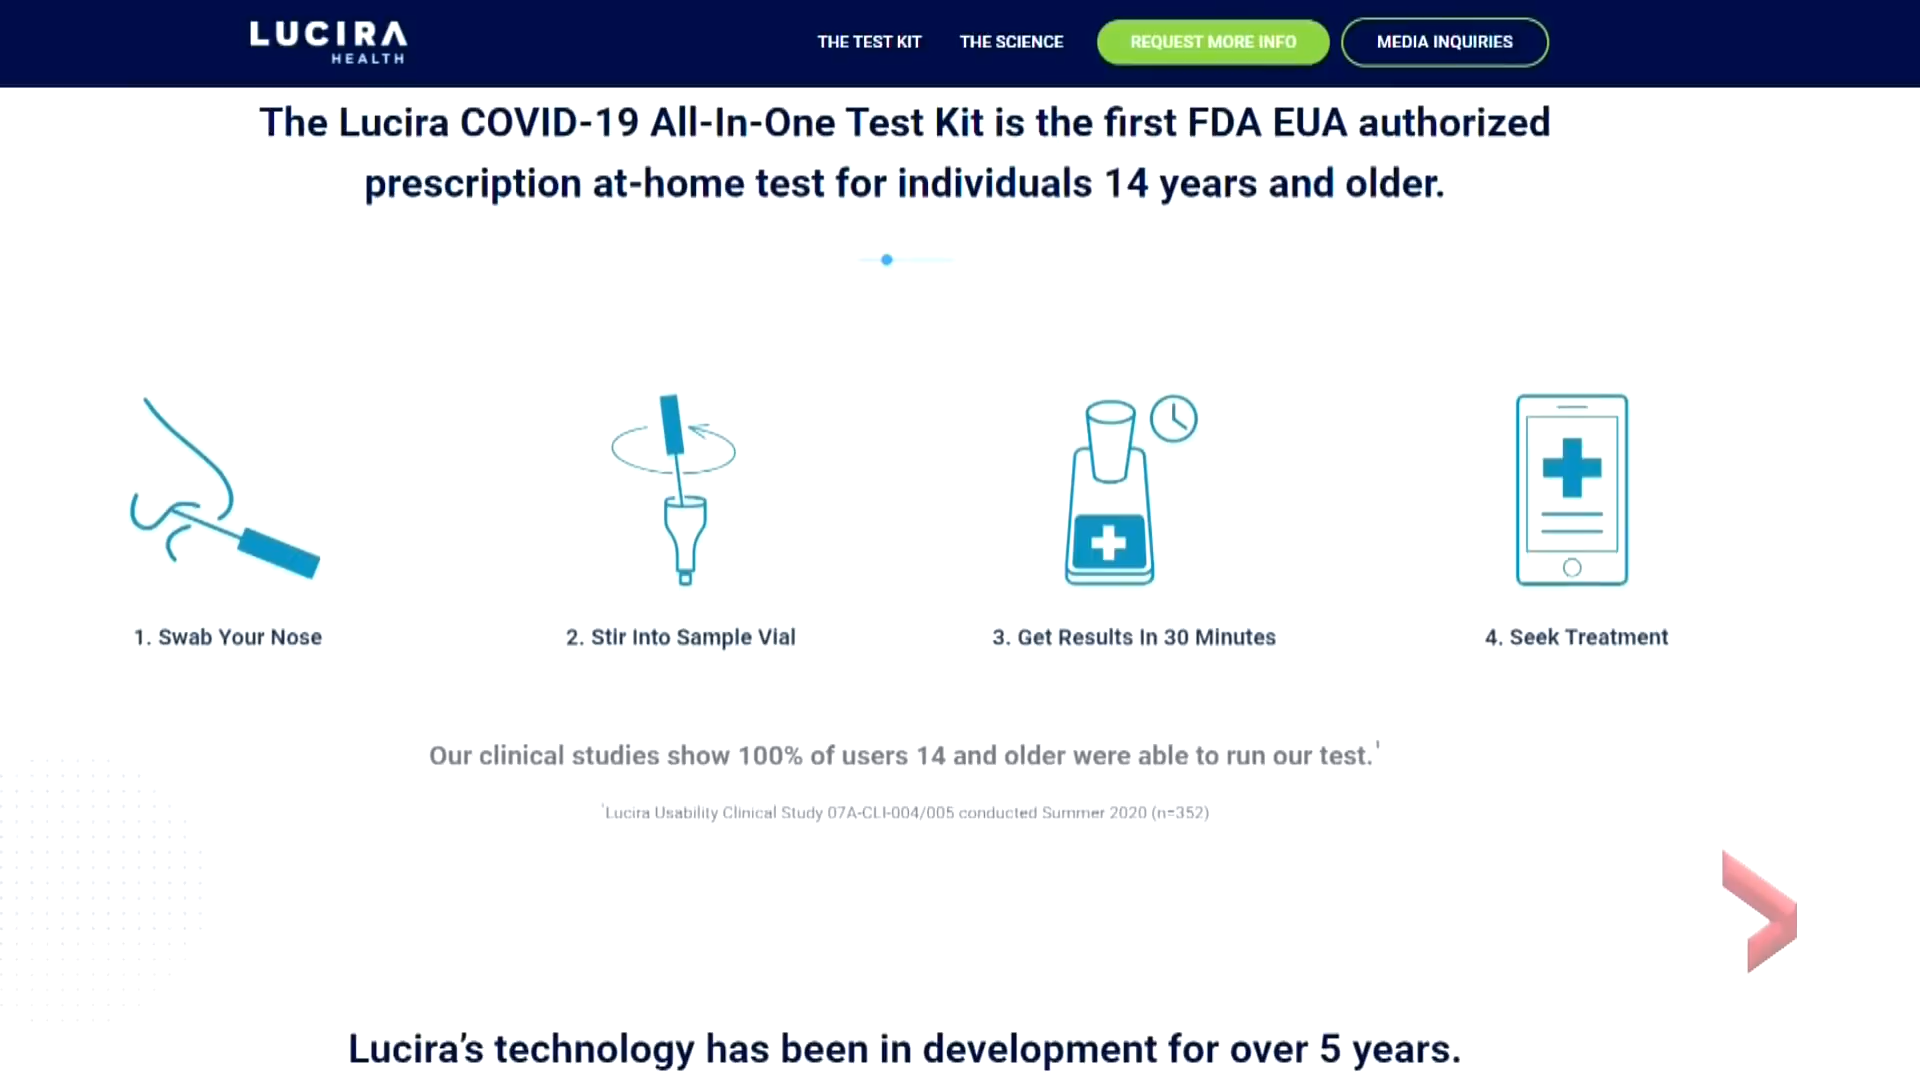 LUCIRA
HEALTH
THE TEST KIT
THE SCIENCE
REQUEST MORE INFO
MEDIA INQUIRIES
The Lucira COVID-19 All-In-One Test Kit is the first FDA EUA authorized
prescription at-home test for individuals 14 years and older.
1. Swab Your Nose
2. Stir Into Sample Vial
3. Get Results In 30 Minutes
4. Seek Treatment
Our clinical studies show 100% of users 14 and older were able to run our test.¹
¹Lucira Usability Clinical Study 07A-CLI-004/005 conducted Summer 2020 (n=352)
Lucira’s technology has been in development for over 5 years.